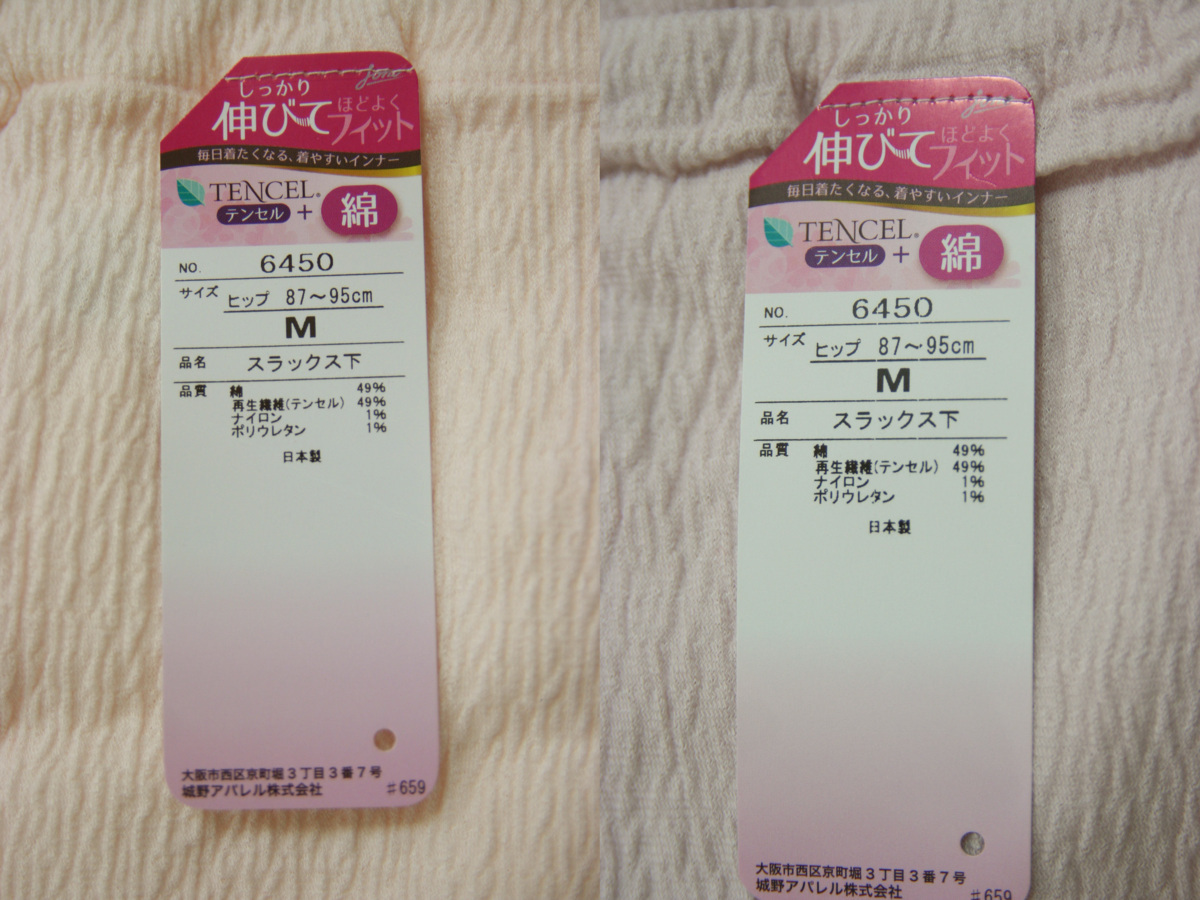 Jono
しっかり
伸びて ほどよく フィット
毎日着たくなる、着やすいインナー
TENCEL®
テンセル + 綿
NO. 6450
サイズ ヒップ 87～95cm
M
品名 スラックス下
品質 綿 49%
再生繊維(テンセル) 49%
ナイロン 1%
ポリウレタン 1%
日本製
大阪市西区京町堀3丁目3番7号
城野アパレル株式会社 #659
しっかり
伸びて ほどよく フィット
毎日着たくなる、着やすいインナー
TENCEL®
テンセル + 綿
NO. 6450
サイズ ヒップ 87～95cm
M
品名 スラックス下
品質 綿 49%
再生繊維(テンセル) 49%
ナイロン 1%
ポリウレタン 1%
日本製
大阪市西区京町堀3丁目3番7号
城野アパレル株式会社 #659